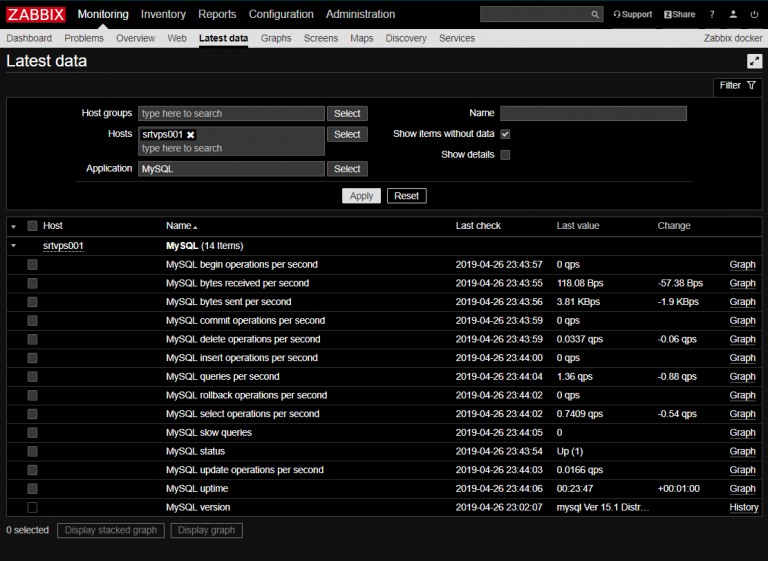 ZABBIX Monitoring Inventory Reports Configuration Administration Support Z Share ?
Dashboard Problems Overview Web Latest data Graphs Screens Maps Discovery Services Zabbix docker
Latest data
Filter
Host groups type here to search Select Name
Hosts srtvps001 Select Show items without data
type here to search
Show details
Application MySQL Select
Apply Reset
Host Name Last check Last value Change
srtvps001 MySQL (14 Items)
MySQL begin operations per second 2019-04-26 23:43:57 0 qps Graph
MySQL bytes received per second 2019-04-26 23:43:55 118.08 Bps -57.38 Bps Graph
MySQL bytes sent per second 2019-04-26 23:43:56 3.81 KBps -1.9 KBps Graph
MySQL commit operations per second 2019-04-26 23:43:59 0 qps Graph
MySQL delete operations per second 2019-04-26 23:43:59 0.0337 qps -0.06 qps Graph
MySQL insert operations per second 2019-04-26 23:44:00 0 qps Graph
MySQL queries per second 2019-04-26 23:44:04 1.36 qps -0.88 qps Graph
MySQL rollback operations per second 2019-04-26 23:44:02 0 qps Graph
MySQL select operations per second 2019-04-26 23:44:02 0.7409 qps -0.54 qps Graph
MySQL slow queries 2019-04-26 23:44:05 0 Graph
MySQL status 2019-04-26 23:43:54 Up (1) Graph
MySQL update operations per second 2019-04-26 23:44:03 0.0166 qps Graph
MySQL uptime 2019-04-26 23:44:06 00:23:47 +00:01:00 Graph
MySQL version 2019-04-26 23:02:07 mysql Ver 15.1 Distr... History
0 selected Display stacked graph Display graph